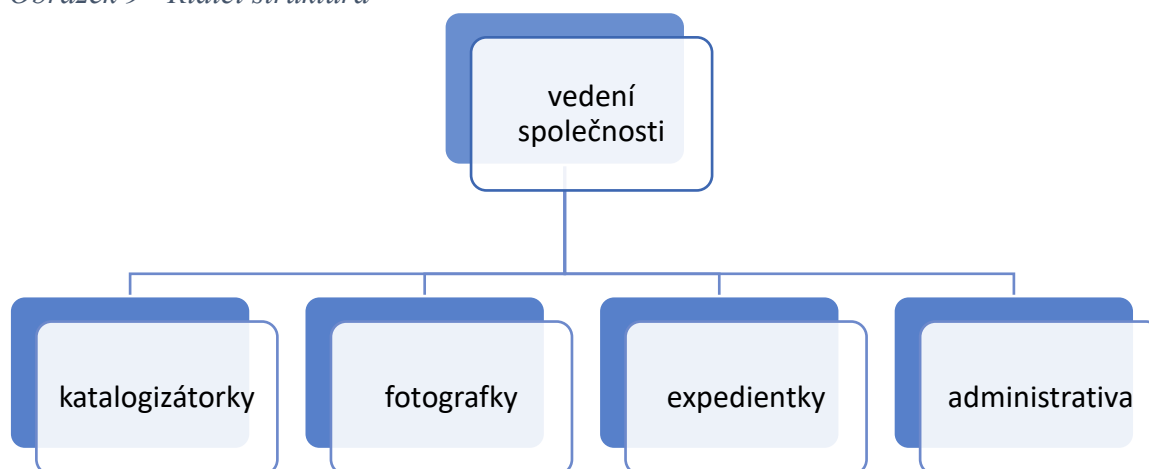 vedení
společnosti
katalogizátorky
fotografky
expedientky
administrativa